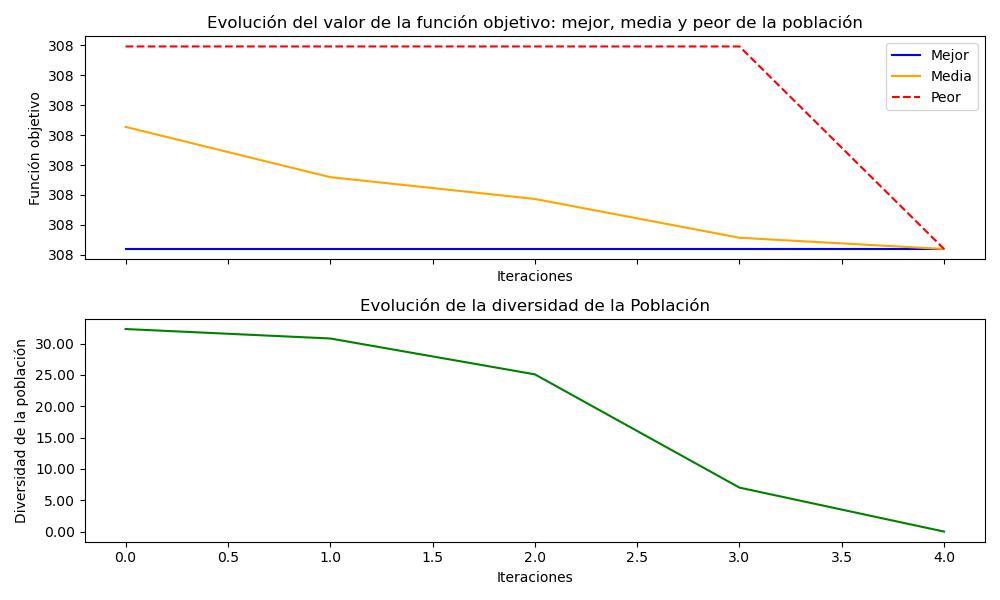 Evolución del valor de la función objetivo: mejor, media y peor de la población
Función objetivo
308
308
308
308
308
308
308
308
Mejor
Media
Peor
Iteraciones
Evolución de la diversidad de la Población
Diversidad de la población
30.00
25.00
20.00
15.00
10.00
5.00
0.00
0.0 0.5 1.0 1.5 2.0 2.5 3.0 3.5 4.0
Iteraciones